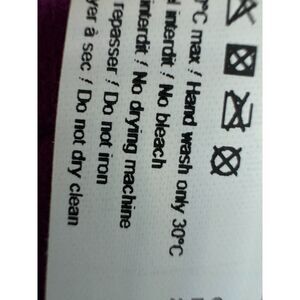 °C max / Hand wash only 30°C
interdit / No bleach
interdit / No drying machine
repasser / Do not iron
à sec / Do not dry clean